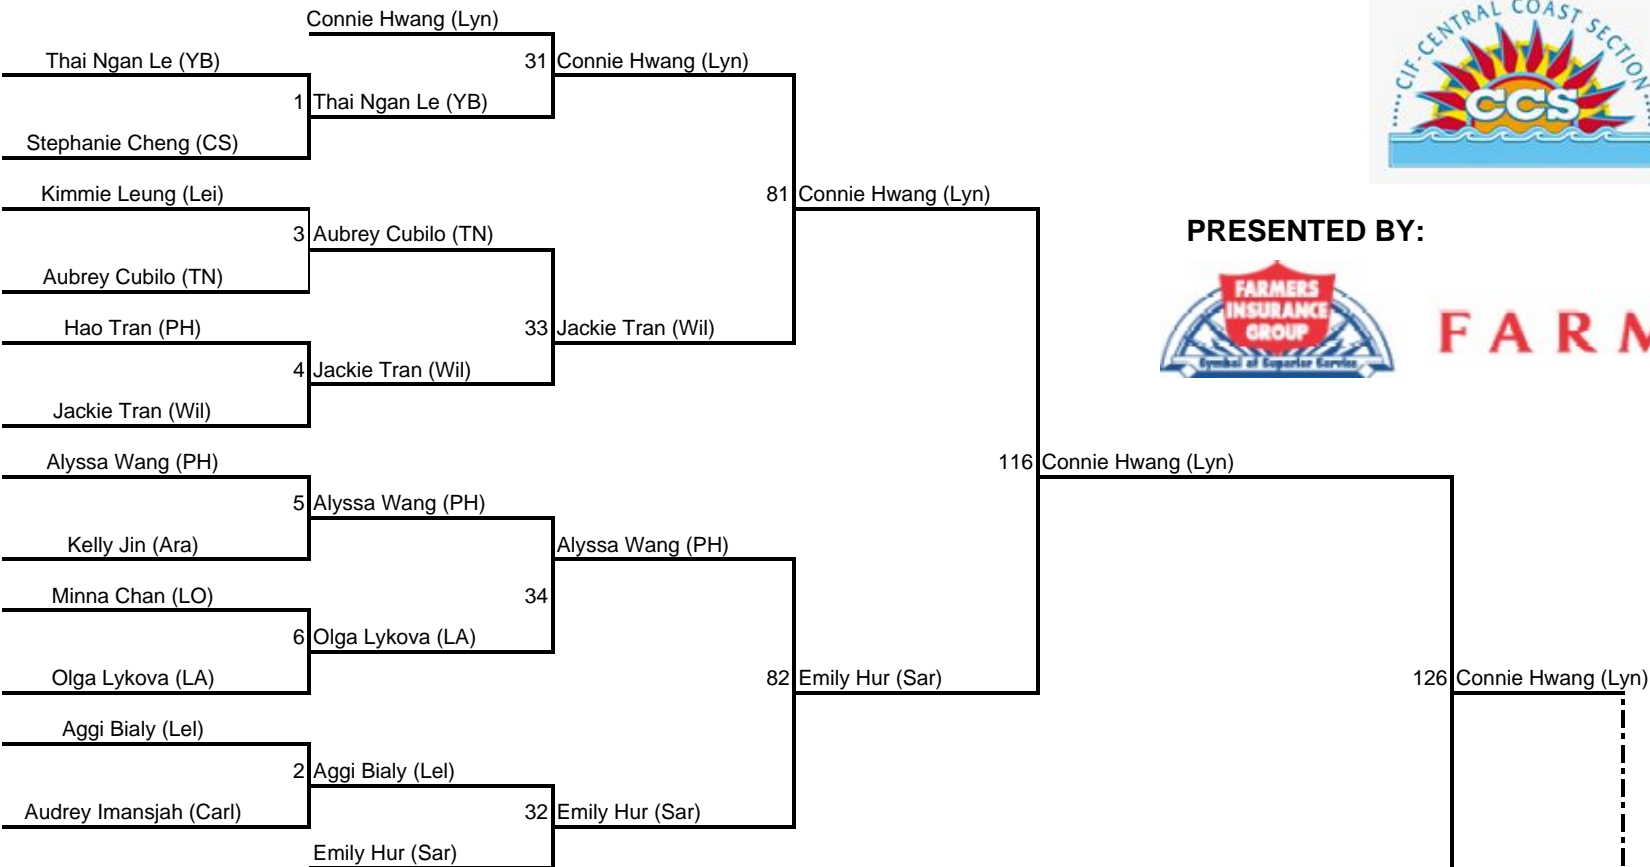 Connie Hwang (Lyn)
Thai Ngan Le (YB)
31 Connie Hwang (Lyn)
1 Thai Ngan Le (YB)
Stephanie Cheng (CS)
Kimmie Leung (Lei)
81 Connie Hwang (Lyn)
3 Aubrey Cubilo (TN)
Aubrey Cubilo (TN)
Hao Tran (PH)
33 Jackie Tran (Wil)
4 Jackie Tran (Wil)
Jackie Tran (Wil)
Alyssa Wang (PH)
116 Connie Hwang (Lyn)
5 Alyssa Wang (PH)
Kelly Jin (Ara)
Alyssa Wang (PH)
Minna Chan (LO)
34
6 Olga Lykova (LA)
Olga Lykova (LA)
82 Emily Hur (Sar)
126 Connie Hwang (Lyn)
Aggi Bialy (Lel)
2 Aggi Bialy (Lel)
Audrey Imansjah (Carl)
32 Emily Hur (Sar)
Emily Hur (Sar)
CIF-CENTRAL COAST SECTION
CCS
PRESENTED BY:
FARMERS
INSURANCE
GROUP
Symbol of Superior Service
FARM